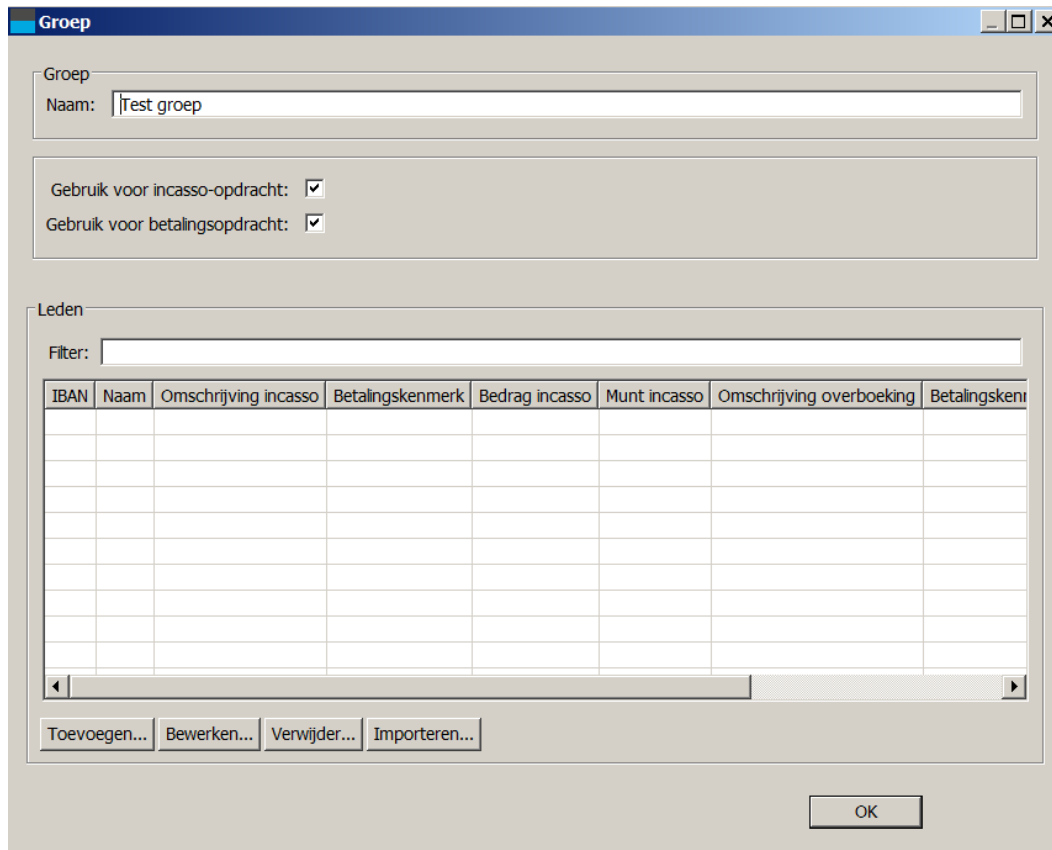 Groep
Groep
Naam: Test groep
Gebruik voor incasso-opdracht:
Gebruik voor betalingsopdracht:
Leden
Filter:
IBAN Naam Omschrijving incasso Betalingskenmerk Bedrag incasso Munt incasso Omschrijving overboeking
Toevoegen... Bewerken... Verwijder... Importeren...
OK